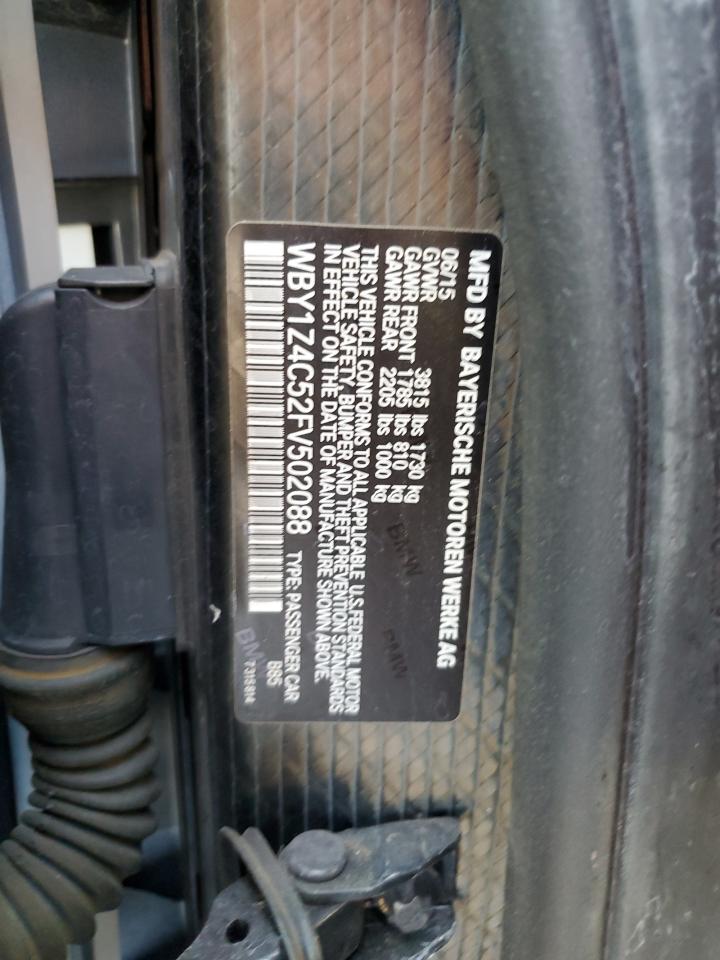 MFD BY BAYERISCHE MOTOREN WERKE AG
06/15
GVWR 3815 lbs 1730 kg
GAWR FRONT 1785 lbs 810 kg
GAWR REAR 2205 lbs 1000 kg
THIS VEHICLE CONFORMS TO ALL APPLICABLE U.S.FEDERAL MOTOR
VEHICLE SAFETY, BUMPER AND THEFT PREVENTION STANDARDS
IN EFFECT ON THE DATE OF MANUFACTURE SHOWN ABOVE.
WBY1Z4C52FV502088 TYPE: PASSENGER CAR
B85
7315814
BMW
BMW
BMW